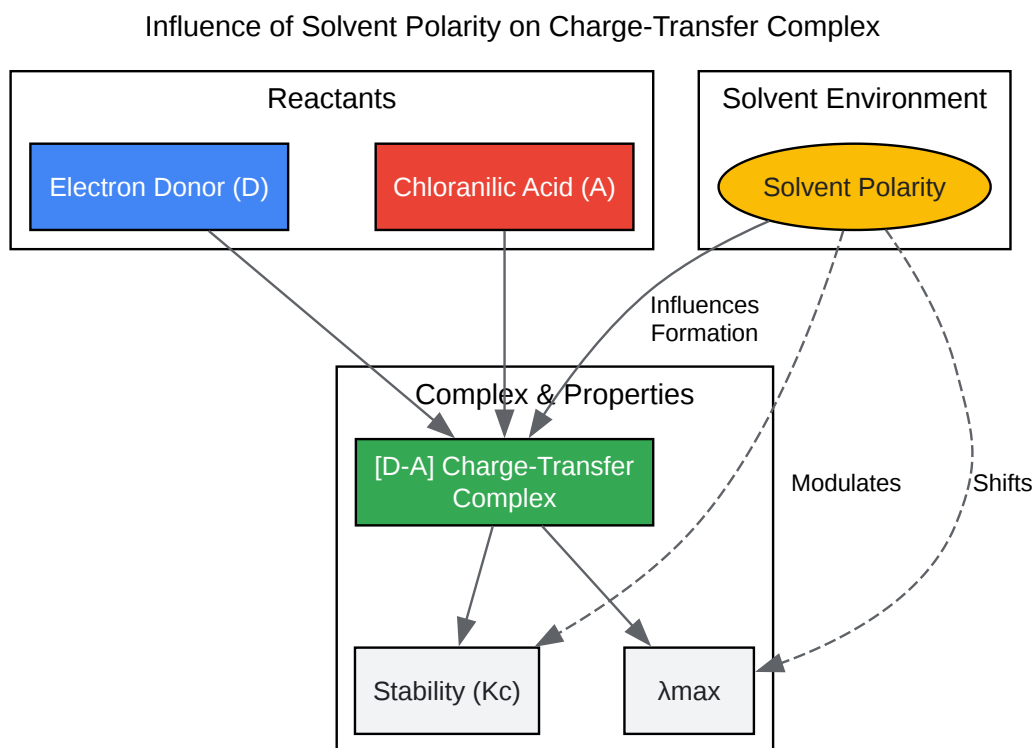 Influence of Solvent Polarity on Charge-Transfer Complex
Reactants
Solvent Environment
Electron Donor (D)
Chloranilic Acid (A)
Solvent Polarity
Influences
Formation
Complex & Properties
[D-A] Charge-Transfer
Complex
Modulates
Shifts
Stability (Kc)
λmax